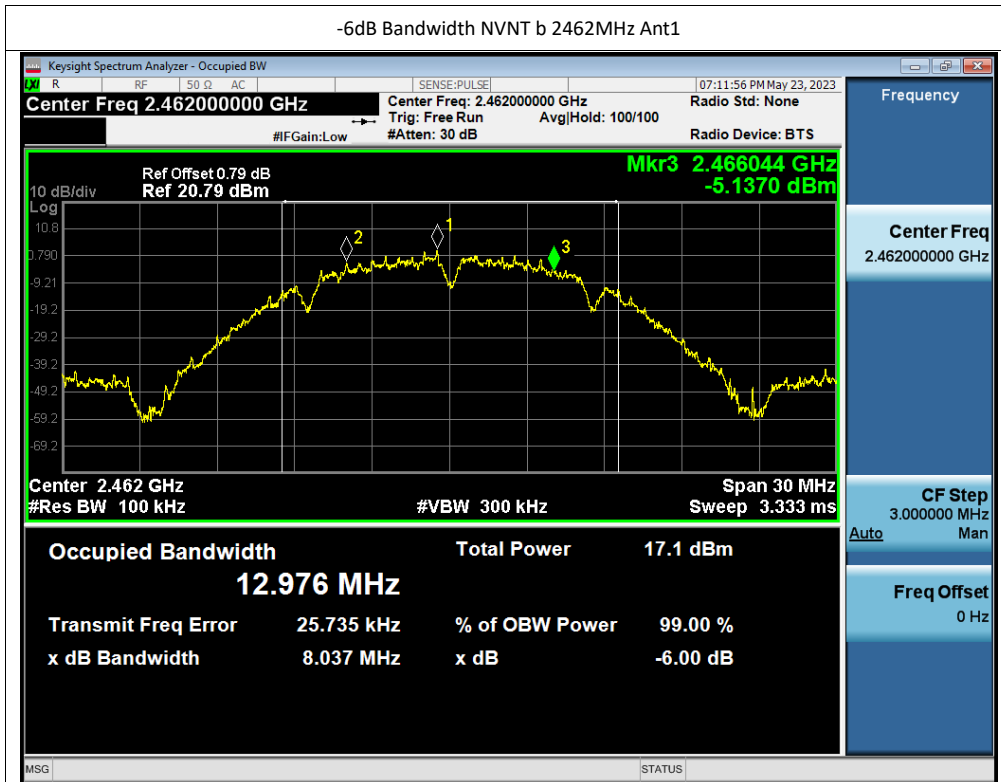 -6dB Bandwidth NVNT b 2462MHz Ant1
Keysight Spectrum Analyzer - Occupied BW
LXI R RF 50 Ω AC SENSE:PULSE 07:11:56 PM May 23, 2023
Center Freq 2.462000000 GHz
Center Freq: 2.462000000 GHz Radio Std: None
Trig: Free Run Avg|Hold: 100/100
#IFGain:Low #Atten: 30 dB Radio Device: BTS
Frequency
Mkr3 2.466044 GHz
-5.1370 dBm
Ref Offset 0.79 dB
10 dB/div Ref 20.79 dBm
Log
10.8
0.790
-9.21
-19.2
-29.2
-39.2
-49.2
-59.2
-69.2
2
1
3
Center 2.462 GHz Span 30 MHz
#Res BW 100 kHz #VBW 300 kHz Sweep 3.333 ms
Occupied Bandwidth Total Power 17.1 dBm
12.976 MHz
Transmit Freq Error 25.735 kHz % of OBW Power 99.00 %
x dB Bandwidth 8.037 MHz x dB -6.00 dB
Center Freq
2.462000000 GHz
CF Step
3.000000 MHz
Auto Man
Freq Offset
0 Hz
MSG STATUS